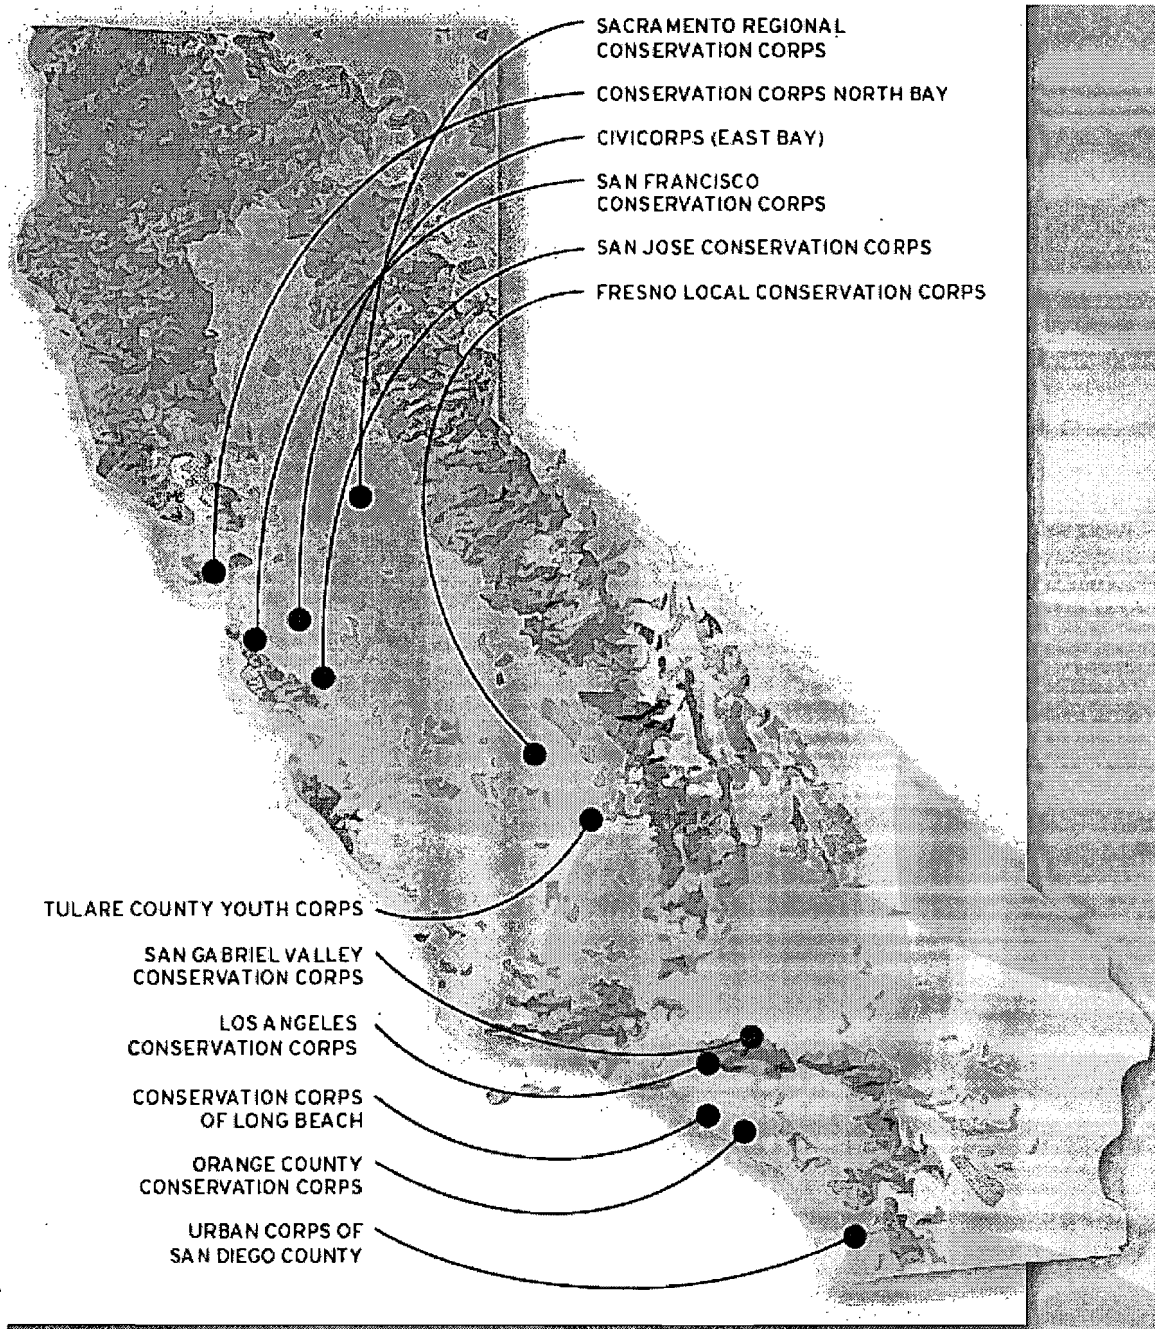 SACRAMENTO REGIONAL
CONSERVATION CORPS
CONSERVATION CORPS NORTH BAY
CIVICORPS (EAST BAY)
SAN FRANCISCO
CONSERVATION CORPS
SAN JOSE CONSERVATION CORPS
FRESNO LOCAL CONSERVATION CORPS
TULARE COUNTY YOUTH CORPS
SAN GABRIEL VALLEY
CONSERVATION CORPS
LOS ANGELES
CONSERVATION CORPS
CONSERVATION CORPS
OF LONG BEACH
ORANGE COUNTY
CONSERVATION CORPS
URBAN CORPS OF
SAN DIEGO COUNTY